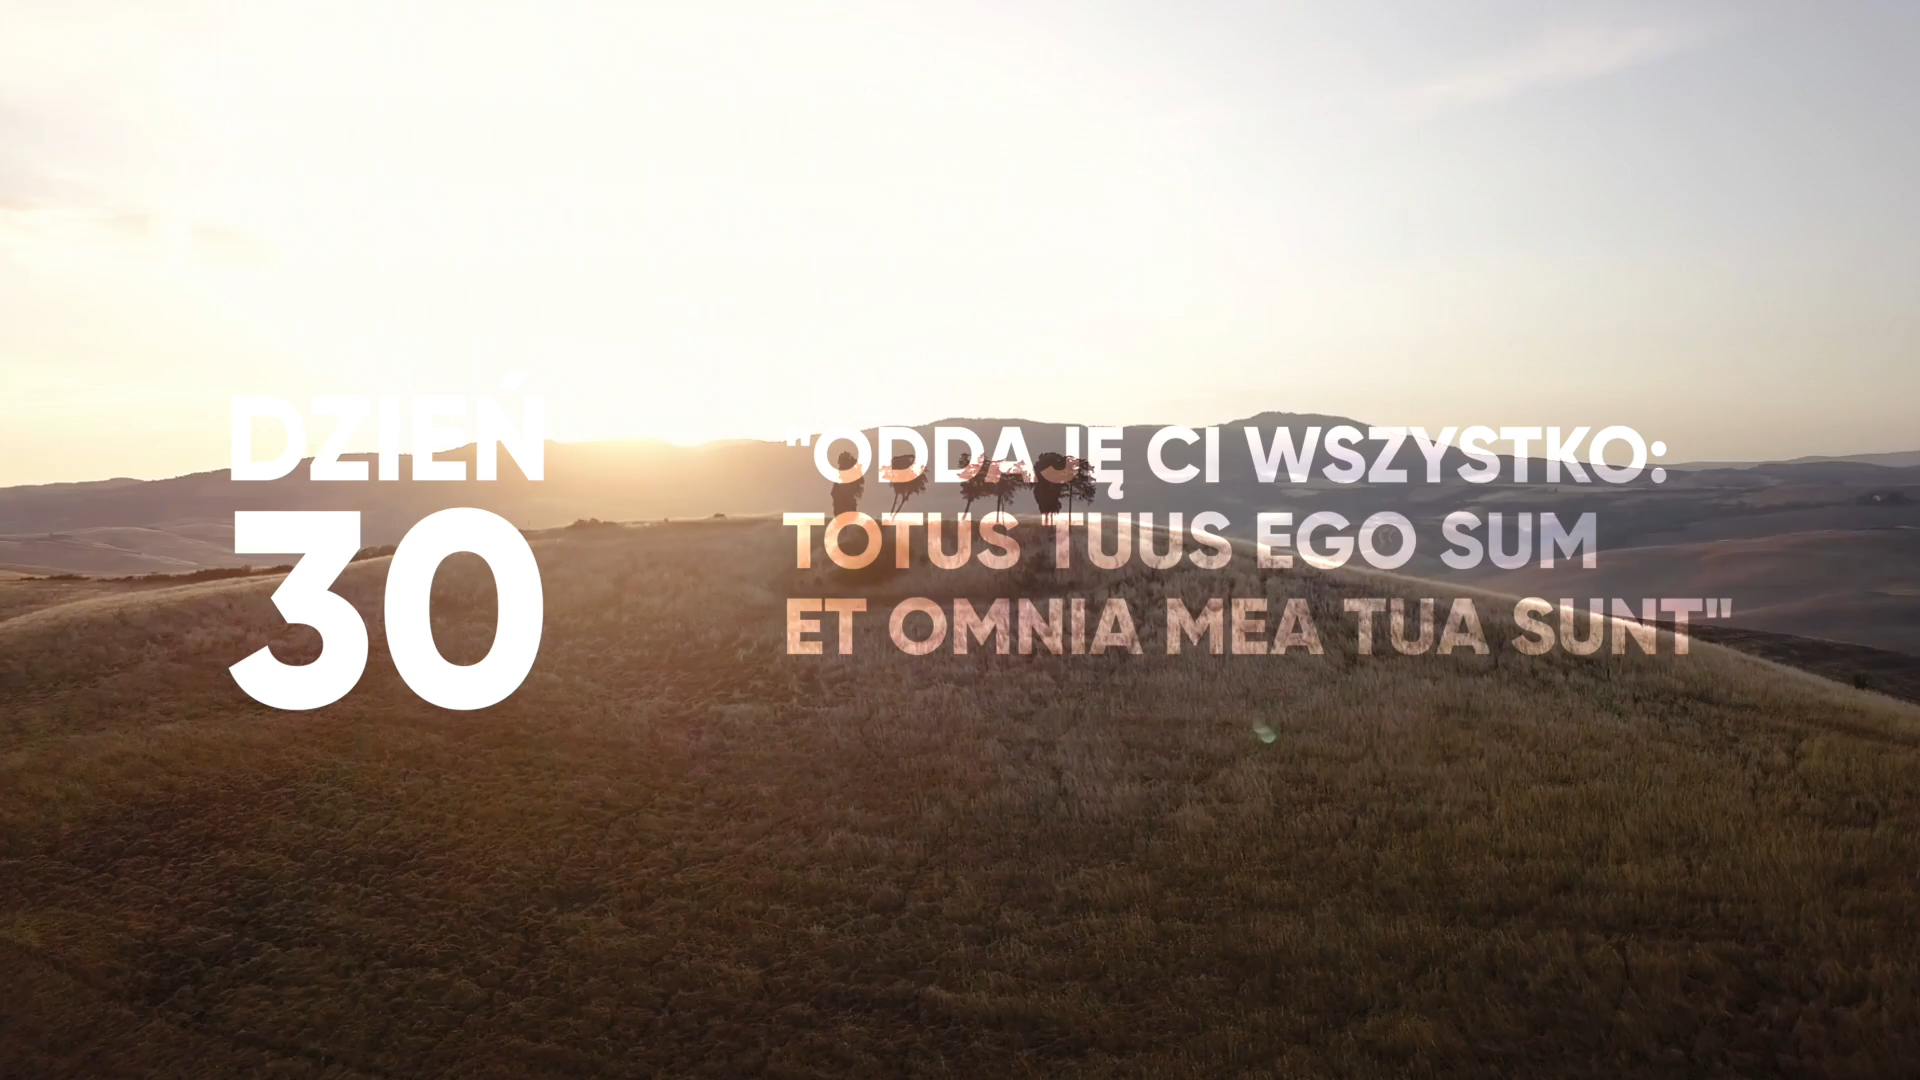 DZIEŃ
30
"ODDAJĘ CI WSZYSTKO:
TOTUS TUUS EGO SUM
ET OMNIA MEA TUA SUNT"